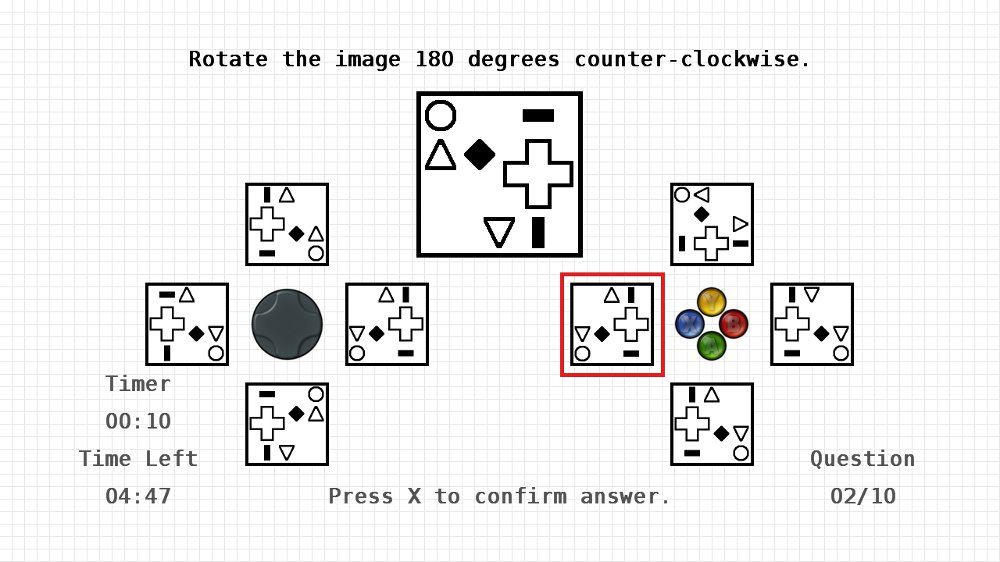 Rotate the image 180 degrees counter-clockwise.
Y
X
B
A
Timer
00:10
Time Left
04:47
Press X to confirm answer.
Question
02/10